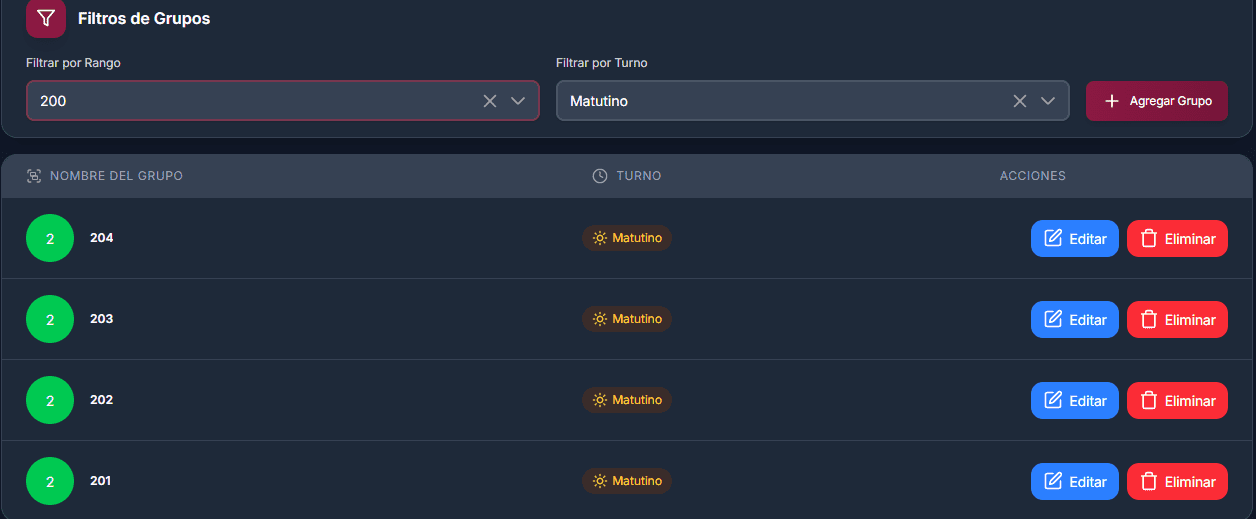 Filtros de Grupos
Filtrar por Rango Filtrar por Turno
200 Matutino Agregar Grupo
NOMBRE DEL GRUPO TURNO ACCIONES
2 204 Matutino Editar Eliminar
2 203 Matutino Editar Eliminar
2 202 Matutino Editar Eliminar
2 201 Matutino Editar Eliminar